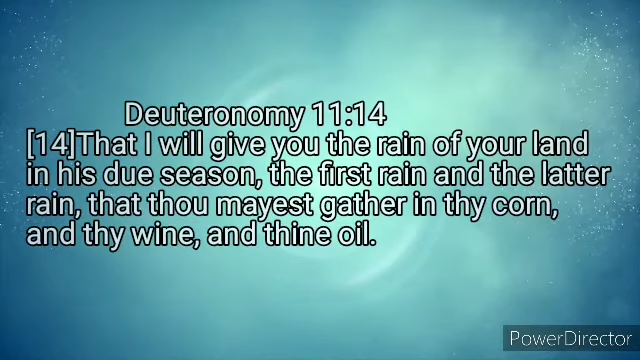 Deuteronomy 11:14
[14]That I will give you the rain of your land
in his due season, the first rain and the latter
rain, that thou mayest gather in thy corn,
and thy wine, and thine oil.
PowerDirector